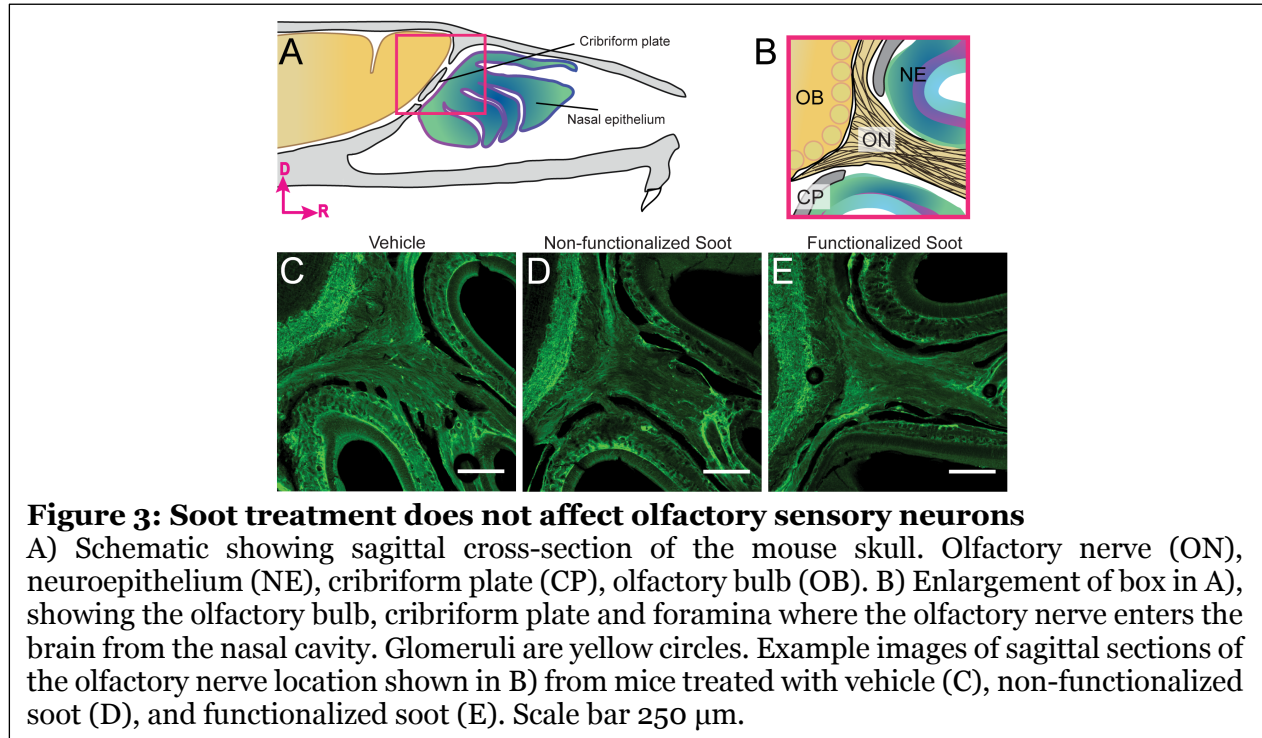 A
Cribriform plate
Nasal epithelium
D
R
B
NE
OB
ON
CP
Vehicle
Non-functionalized Soot
Functionalized Soot
C
D
E
Figure 3: Soot treatment does not affect olfactory sensory neurons
A) Schematic showing sagittal cross-section of the mouse skull. Olfactory nerve (ON),
neuroepithelium (NE), cribriform plate (CP), olfactory bulb (OB). B) Enlargement of box in A),
showing the olfactory bulb, cribriform plate and foramina where the olfactory nerve enters the
brain from the nasal cavity. Glomeruli are yellow circles. Example images of sagittal sections of
the olfactory nerve location shown in B) from mice treated with vehicle (C), non-functionalized
soot (D), and functionalized soot (E). Scale bar 250 µm.